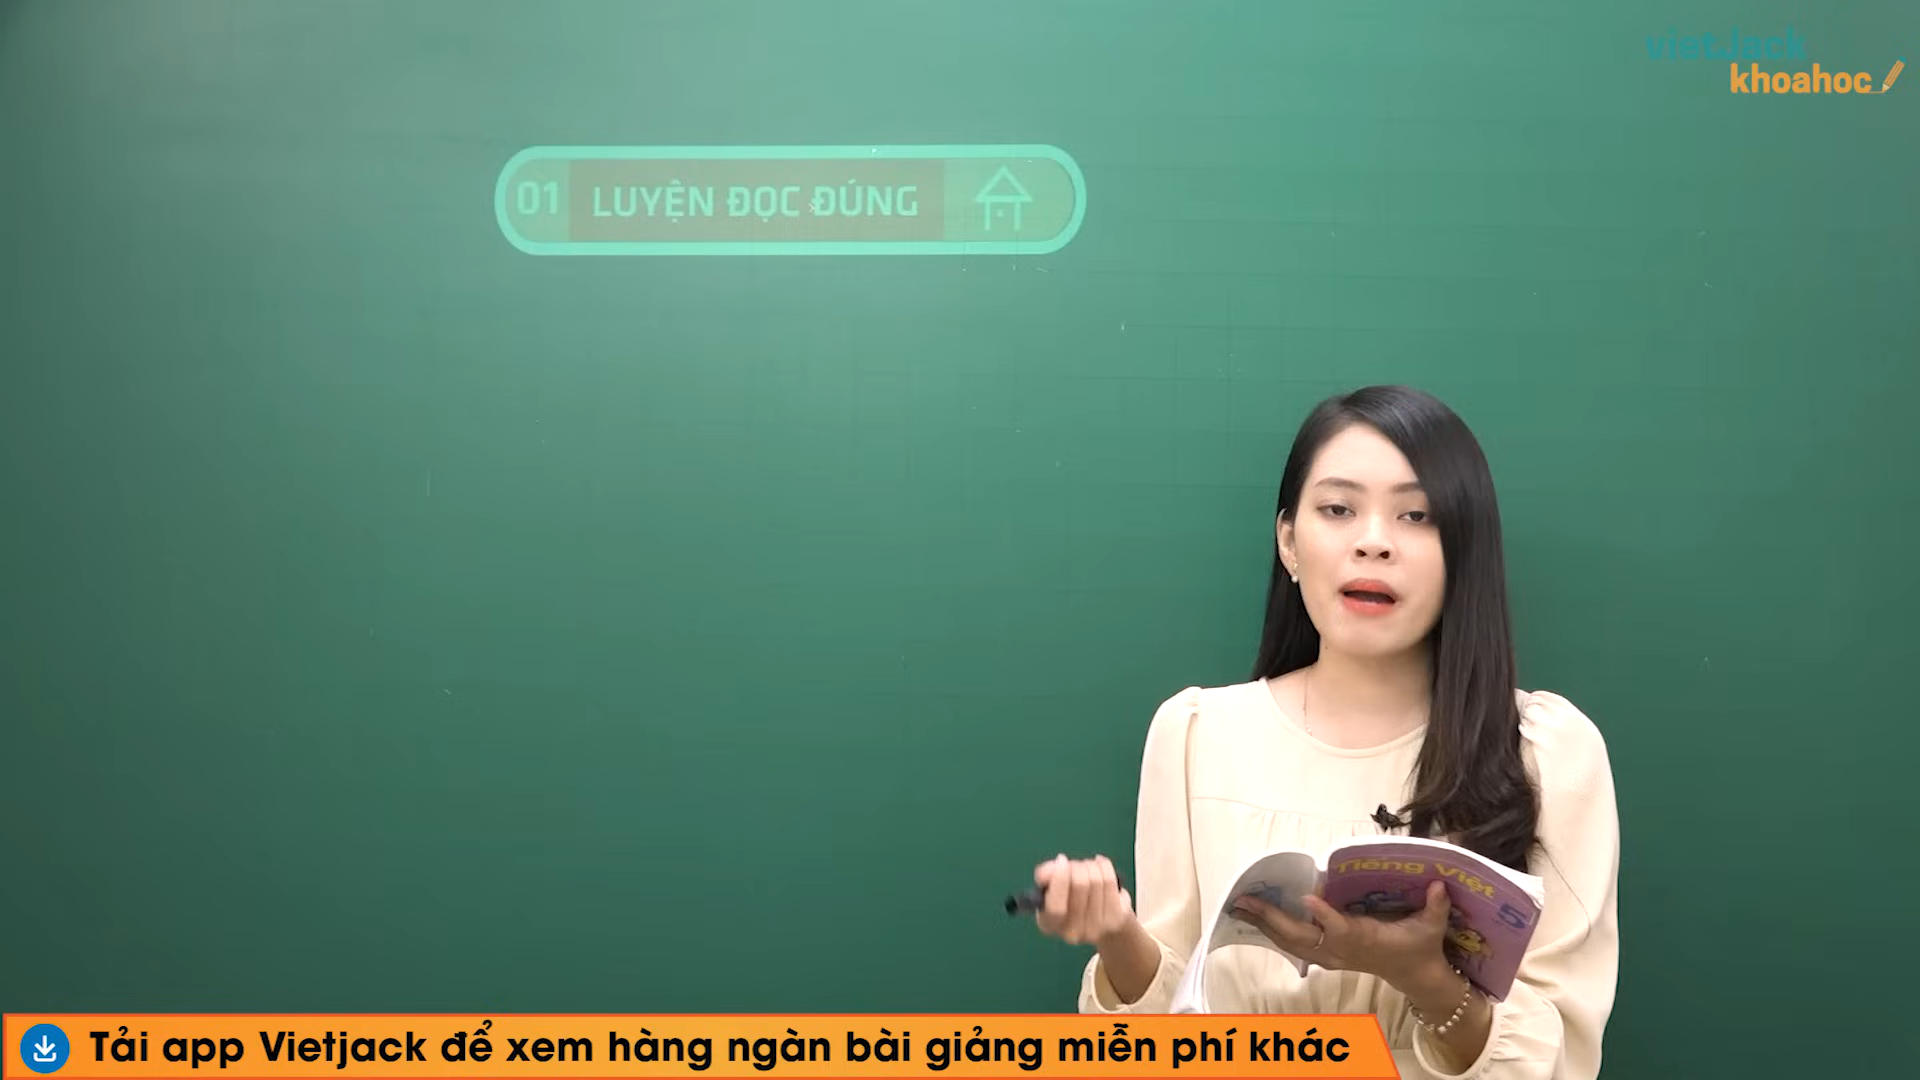 vietJack
khoahoc
01 LUYỆN ĐỌC ĐÚNG
Tiếng Việt
5
Tải app Vietjack để xem hàng ngàn bài giảng miễn phí khác